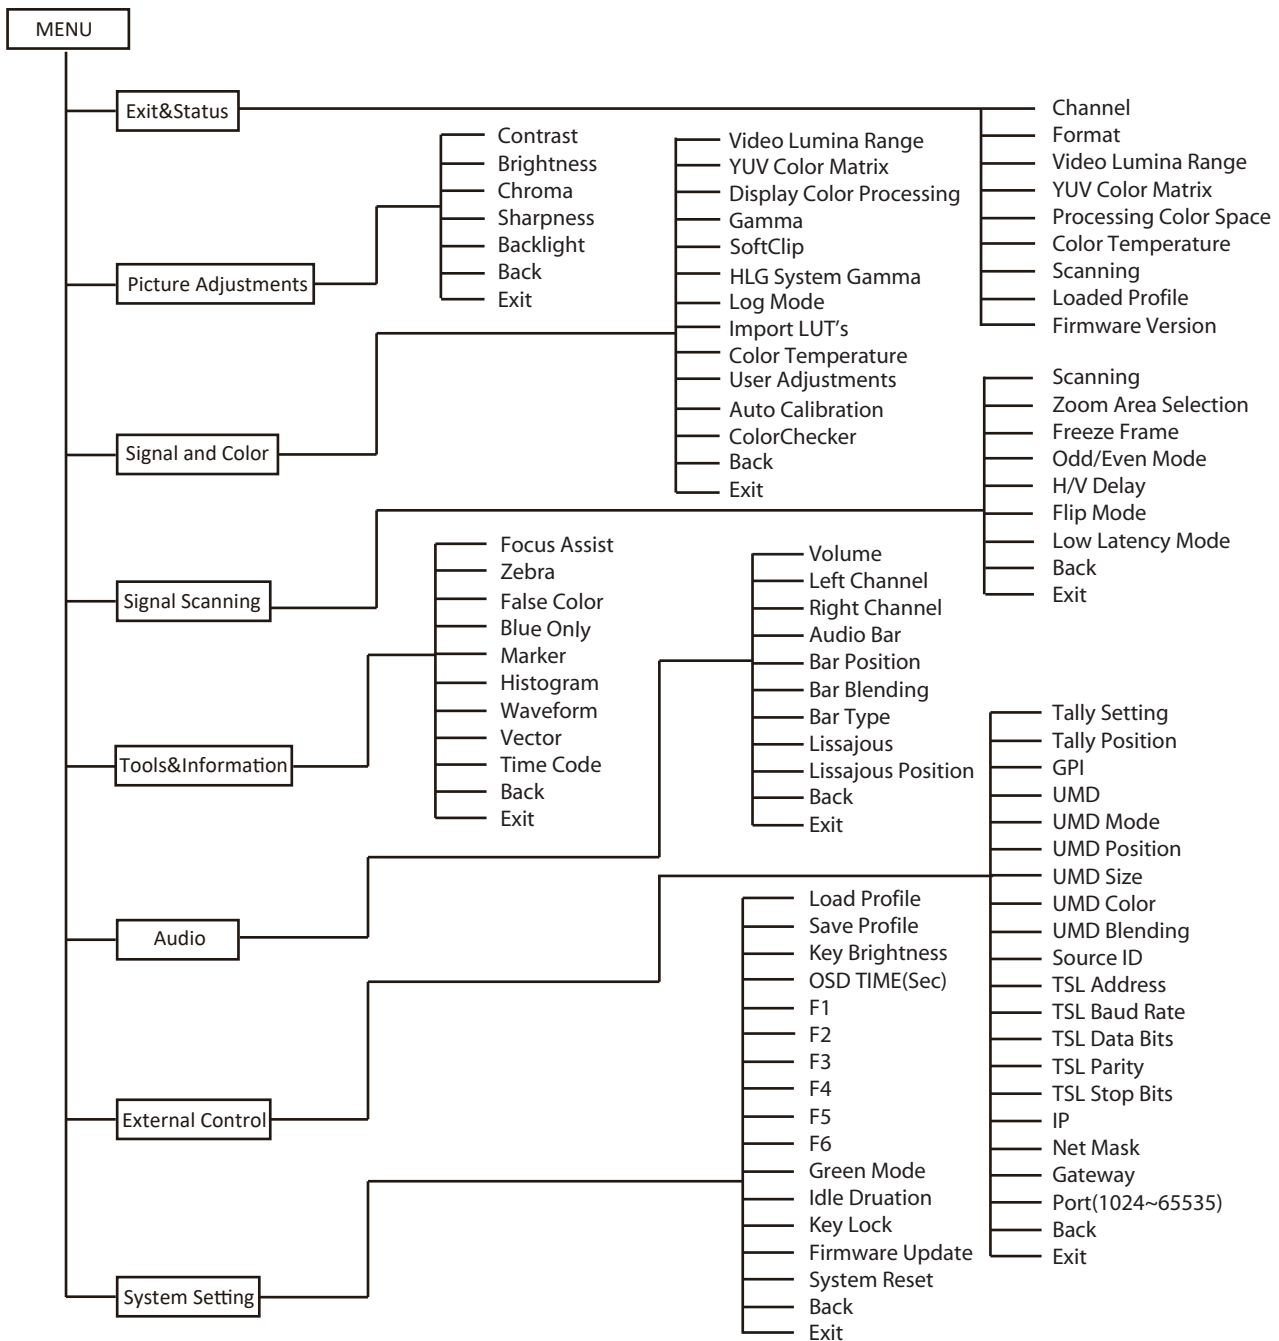 MENU
Exit&Status
Channel
Format
Video Lumina Range
YUV Color Matrix
Processing Color Space
Color Temperature
Scanning
Loaded Profile
Firmware Version
Picture Adjustments
Contrast
Brightness
Chroma
Sharpness
Backlight
Back
Exit
Signal and Color
Video Lumina Range
YUV Color Matrix
Display Color Processing
Gamma
SoftClip
HLG System Gamma
Log Mode
Import LUT's
Color Temperature
User Adjustments
Auto Calibration
ColorChecker
Back
Exit
Signal Scanning
Scanning
Zoom Area Selection
Freeze Frame
Odd/Even Mode
H/V Delay
Flip Mode
Low Latency Mode
Back
Exit
Tools&Information
Focus Assist
Zebra
False Color
Blue Only
Marker
Histogram
Waveform
Vector
Time Code
Back
Exit
Audio
Volume
Left Channel
Right Channel
Audio Bar
Bar Position
Bar Blending
Bar Type
Lissajous
Lissajous Position
Back
Exit
External Control
Tally Setting
Tally Position
GPI
UMD
UMD Mode
UMD Position
UMD Size
UMD Color
UMD Blending
Source ID
TSL Address
TSL Baud Rate
TSL Data Bits
TSL Parity
TSL Stop Bits
IP
Net Mask
Gateway
Port(1024~65535)
Back
Exit
System Setting
Load Profile
Save Profile
Key Brightness
OSD TIME(Sec)
F1
F2
F3
F4
F5
F6
Green Mode
Idle Druation
Key Lock
Firmware Update
System Reset
Back
Exit